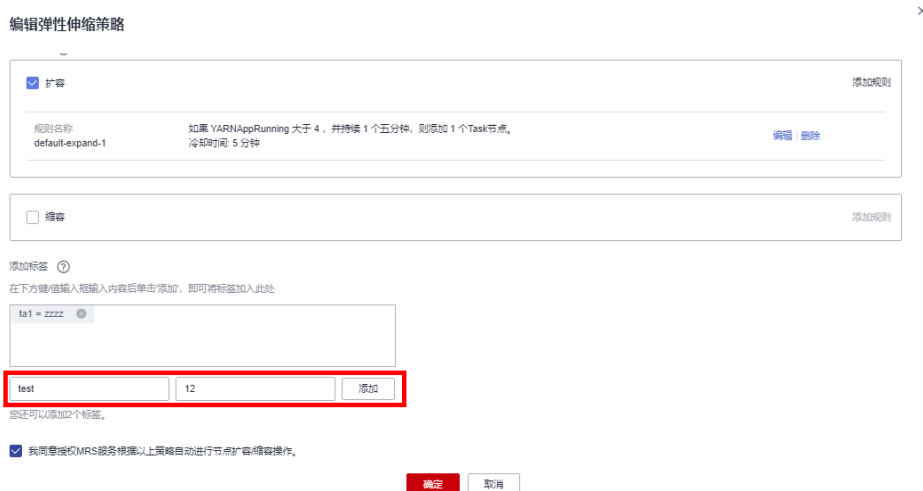 编辑弹性伸缩策略
扩容
添加规则
规则名称
default-expand-1
如果 YARNAppRunning 大于 4 ，并持续 1 个五分钟，则添加 1 个Task节点。
冷却时间: 5 分钟
编辑 | 删除
缩容
添加规则
添加标签
在下方键/值输入框输入内容后单击'添加'，即可将标签加入此处
ta1 = zzzz
test
12
添加
您还可以添加2个标签。
我同意授权MRS服务根据以上策略自动进行节点扩容/缩容操作。
确定
取消